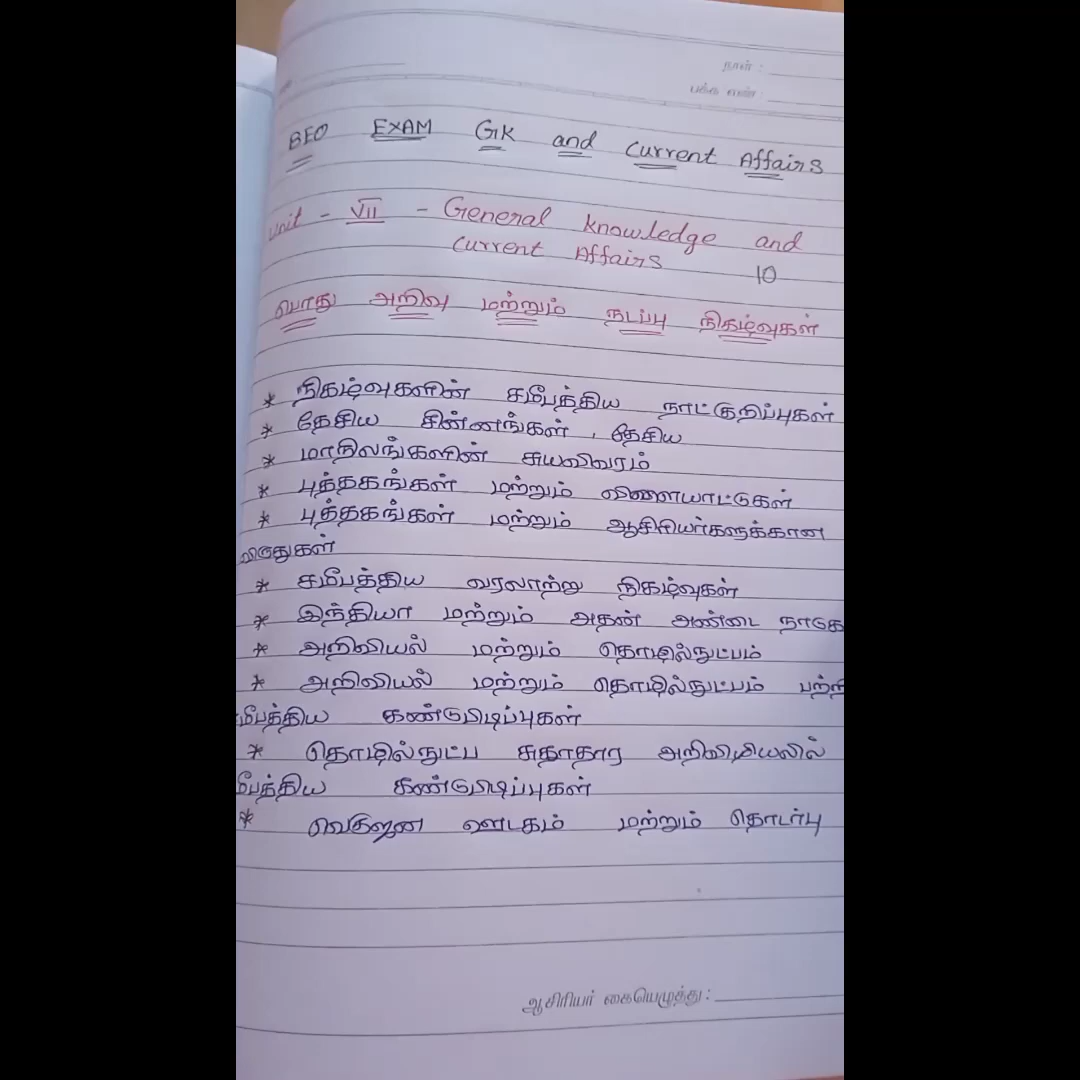 நாள் :
பக்க எண் :
BEO EXAM GK and Current Affairs
Unit - VII - General knowledge and
Current Affairs 10
பொது அறிவு மற்றும் நடப்பு நிகழ்வுகள்
* நிகழ்வுகளின் சமீபத்திய நாட்குறிப்புகள்
* தேசிய சின்னங்கள், தேசிய
* மாநிலங்களின் சுயவிவரம்
* புத்தகங்கள் மற்றும் விளையாட்டுகள்
* புத்தகங்கள் மற்றும் ஆசிரியர்களுக்கான
விருதுகள்
* சமீபத்திய வரலாற்று நிகழ்வுகள்
* இந்தியா மற்றும் அதன் அண்டை நாடுக
* அறிவியல் மற்றும் தொழில்நுட்பம்
* அறிவியல் மற்றும் தொழில்நுட்பம் பற்றி
மீபத்திய கண்டுபிடிப்புகள்
* தொழில்நுட்ப சுகாதார
மீபத்திய கண்டுபிடிப்புகள்
* வெகுஜன ஊடகம் மற்றும் தொடர்பு
ஆசிரியர் கையெழுத்து :